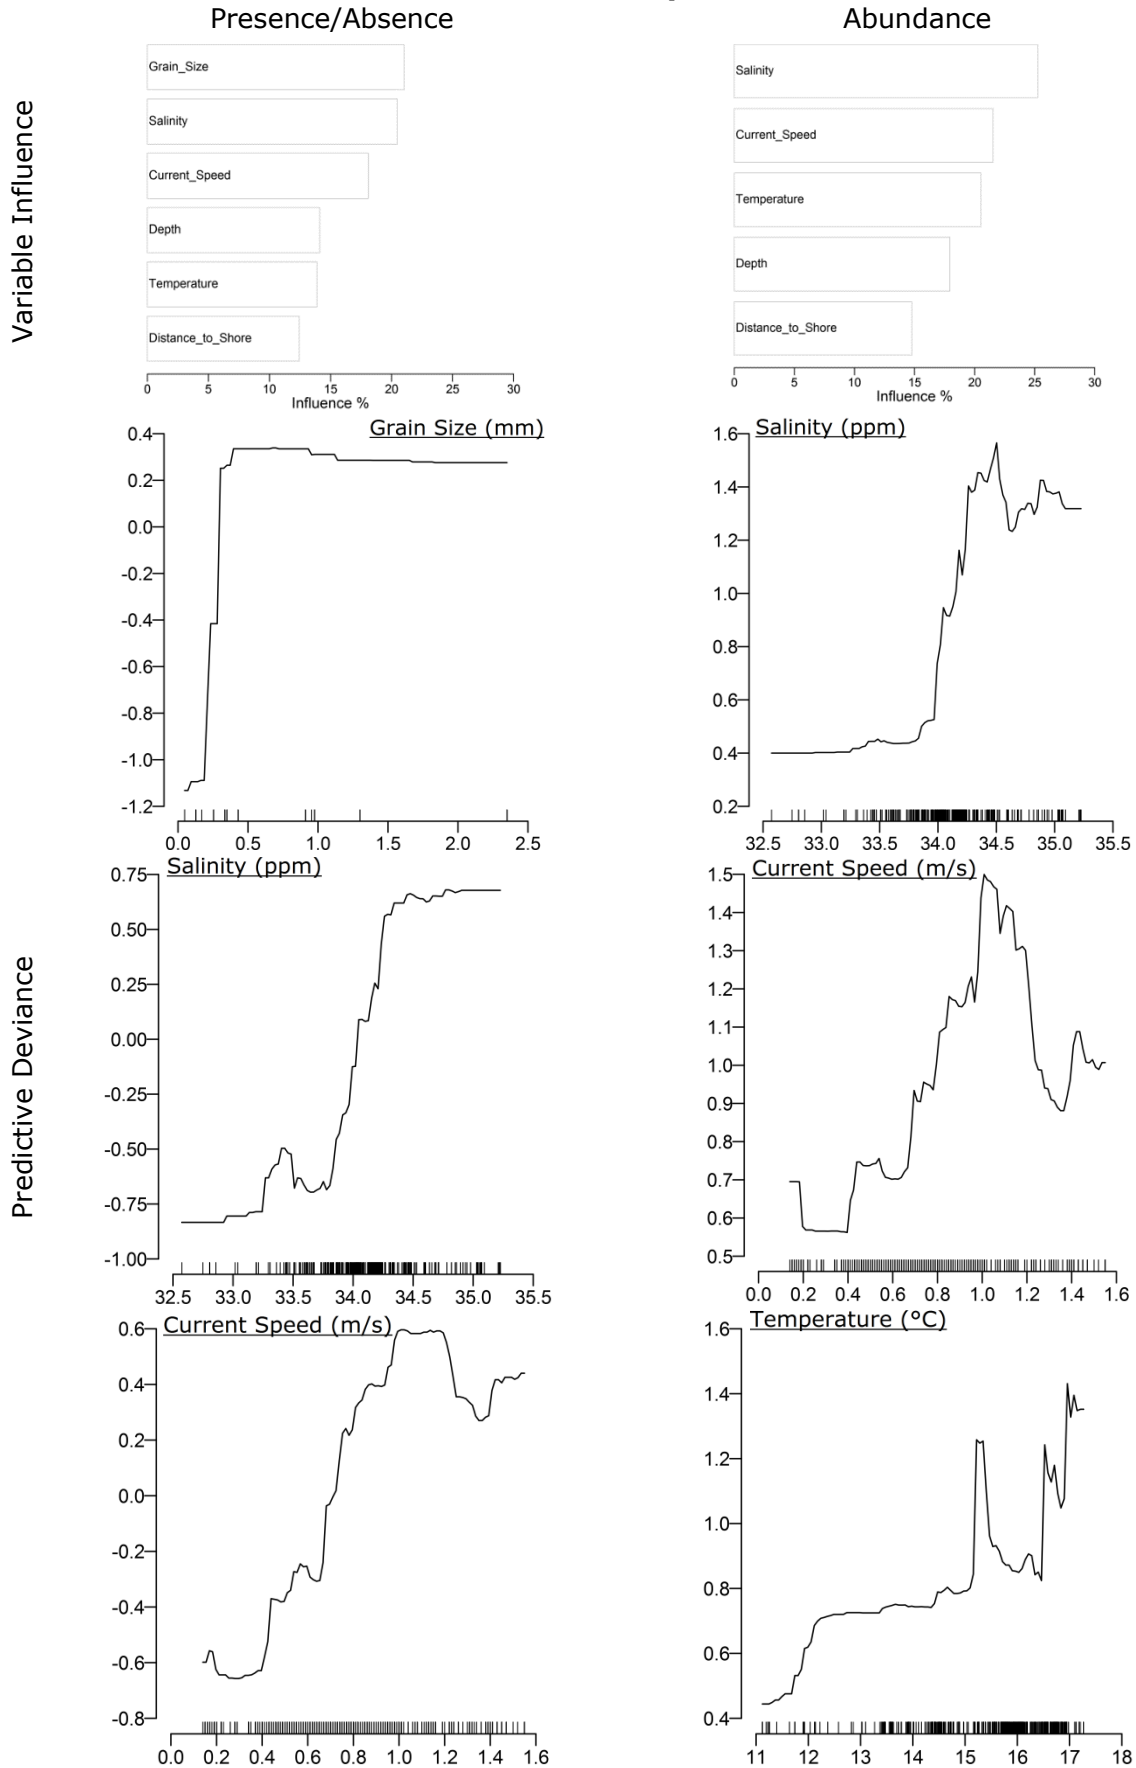 Presence/Absence
Abundance
Variable Influence
Grain_Size
Salinity
Current_Speed
Depth
Temperature
Distance_to_Shore
0 5 10 15 20 25 30
Influence %
Salinity
Current_Speed
Temperature
Depth
Distance_to_Shore
0 5 10 15 20 25 30
Influence %
Predictive Deviance
Grain Size (mm)
0.4
0.2
0.0
-0.2
-0.4
-0.6
-0.8
-1.0
-1.2
0.0 0.5 1.0 1.5 2.0 2.5
Salinity (ppm)
1.6
1.4
1.2
1.0
0.8
0.6
0.4
0.2
32.5 33.0 33.5 34.0 34.5 35.0 35.5
Salinity (ppm)
0.75
0.50
0.25
0.00
-0.25
-0.50
-0.75
-1.00
32.5 33.0 33.5 34.0 34.5 35.0 35.5
Current Speed (m/s)
1.5
1.4
1.3
1.2
1.1
1.0
0.9
0.8
0.7
0.6
0.5
0.0 0.2 0.4 0.6 0.8 1.0 1.2 1.4 1.6
Current Speed (m/s)
0.6
0.4
0.2
0.0
-0.2
-0.4
-0.6
-0.8
0.0 0.2 0.4 0.6 0.8 1.0 1.2 1.4 1.6
Temperature (°C)
1.6
1.4
1.2
1.0
0.8
0.6
0.4
11 12 13 14 15 16 17 18